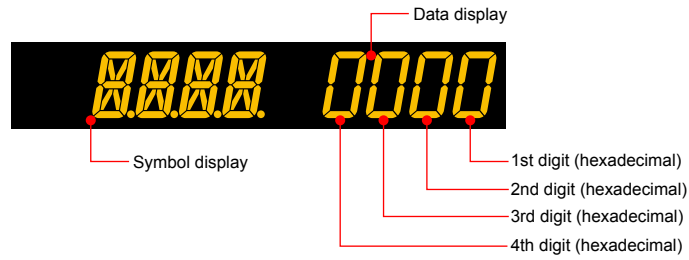 Data display
8.8.8.8. 0000
Symbol display
1st digit (hexadecimal)
2nd digit (hexadecimal)
3rd digit (hexadecimal)
4th digit (hexadecimal)